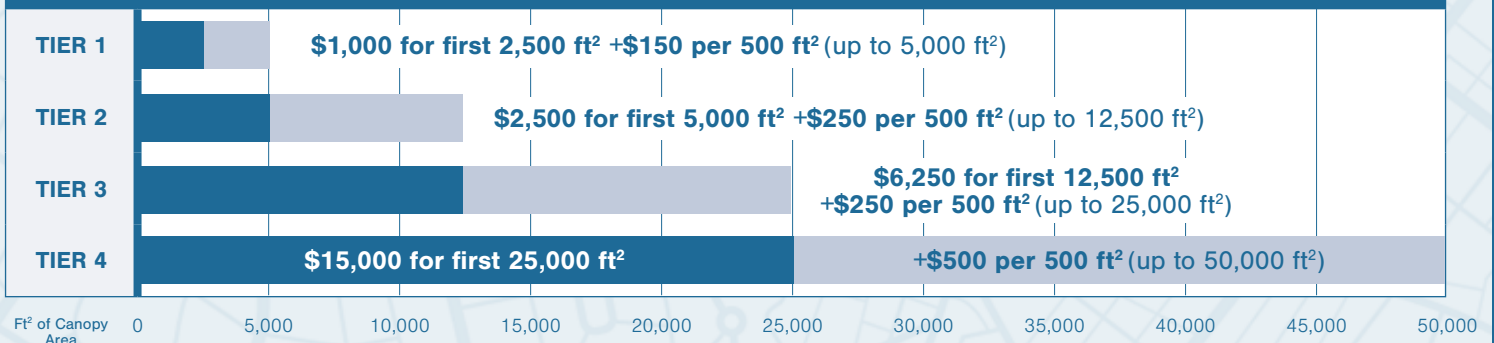 TIER 1
$1,000 for first 2,500 ft² +$150 per 500 ft² (up to 5,000 ft²)
TIER 2
$2,500 for first 5,000 ft² +$250 per 500 ft² (up to 12,500 ft²)
TIER 3
$6,250 for first 12,500 ft²
+$250 per 500 ft² (up to 25,000 ft²)
TIER 4
$15,000 for first 25,000 ft²
+$500 per 500 ft² (up to 50,000 ft²)
Ft² of Canopy
Area
0 5,000 10,000 15,000 20,000 25,000 30,000 35,000 40,000 45,000 50,000